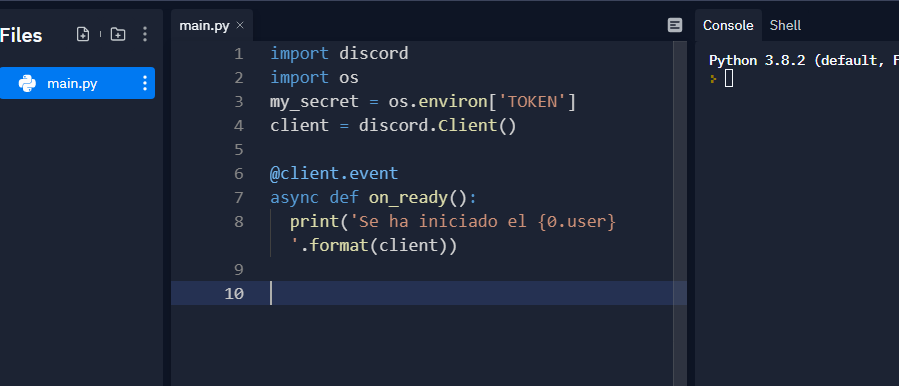 Files
main.py
main.py ×
1 import discord
2 import os
3 my_secret = os.environ['TOKEN']
4 client = discord.Client()
5
6 @client.event
7 async def on_ready():
8 print('Se ha iniciado el {0.user}
'.format(client))
9
10
Console Shell
Python 3.8.2 (default, F